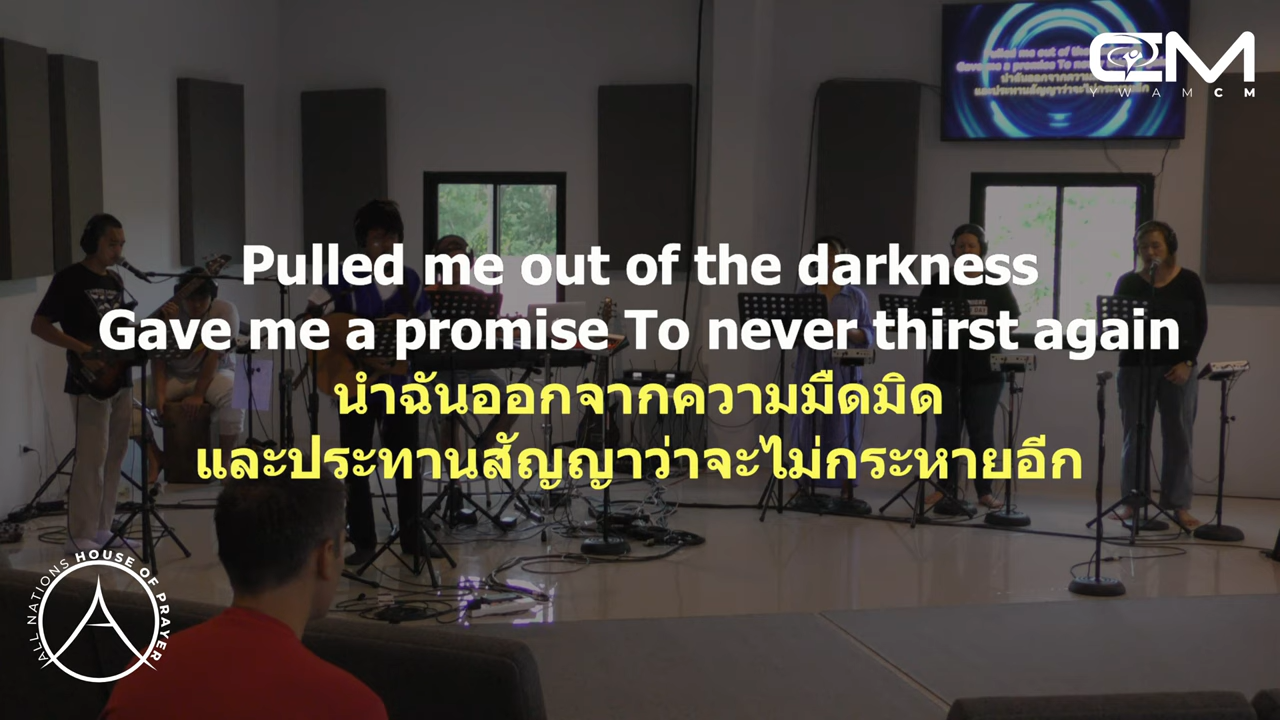 CM
YWAMCM
Pulled me out of the darkness
Gave me a promise To never thirst again
นำฉันออกจากความมืดมิด
และประทานสัญญาว่าจะไม่กระหายอีก
ALL NATIONS HOUSE OF PRAYER